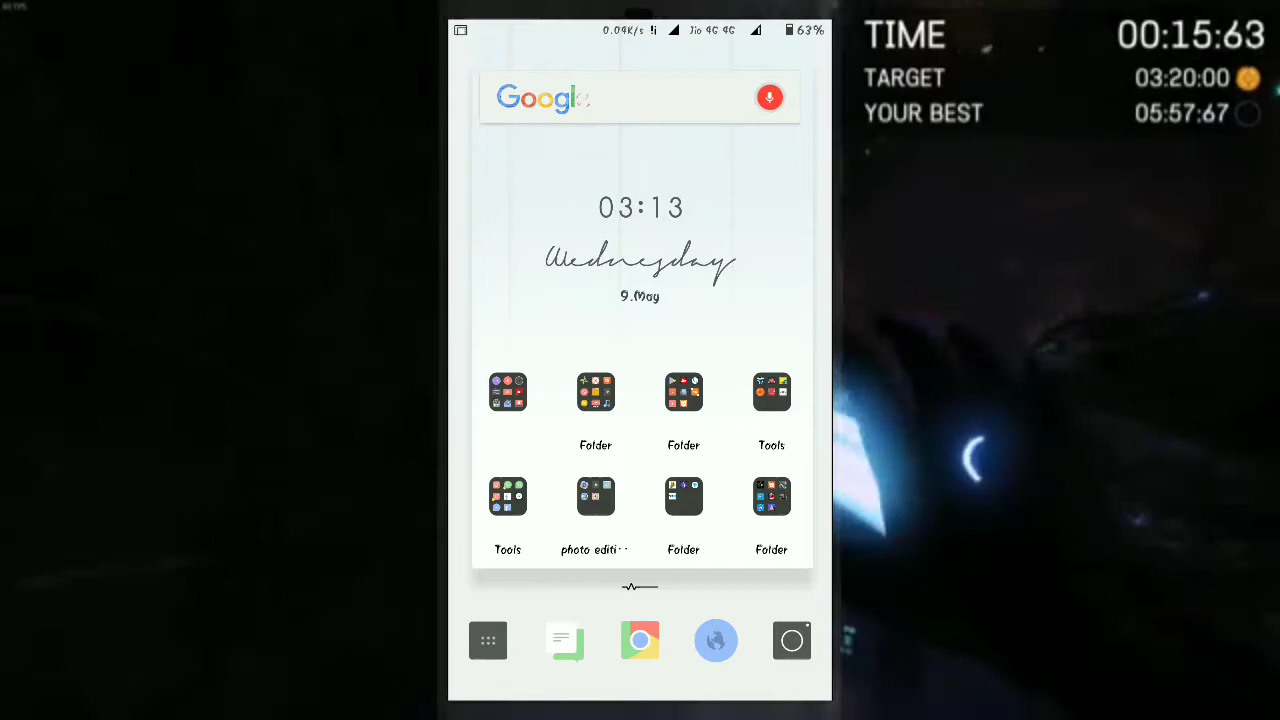 0.04K/s Jio 4G 4G 63%
Google
03:13
Wednesday
9.May
Folder Folder Tools
Tools photo editi·· Folder Folder
TIME 00:15:63
TARGET 03:20:00
YOUR BEST 05:57:67